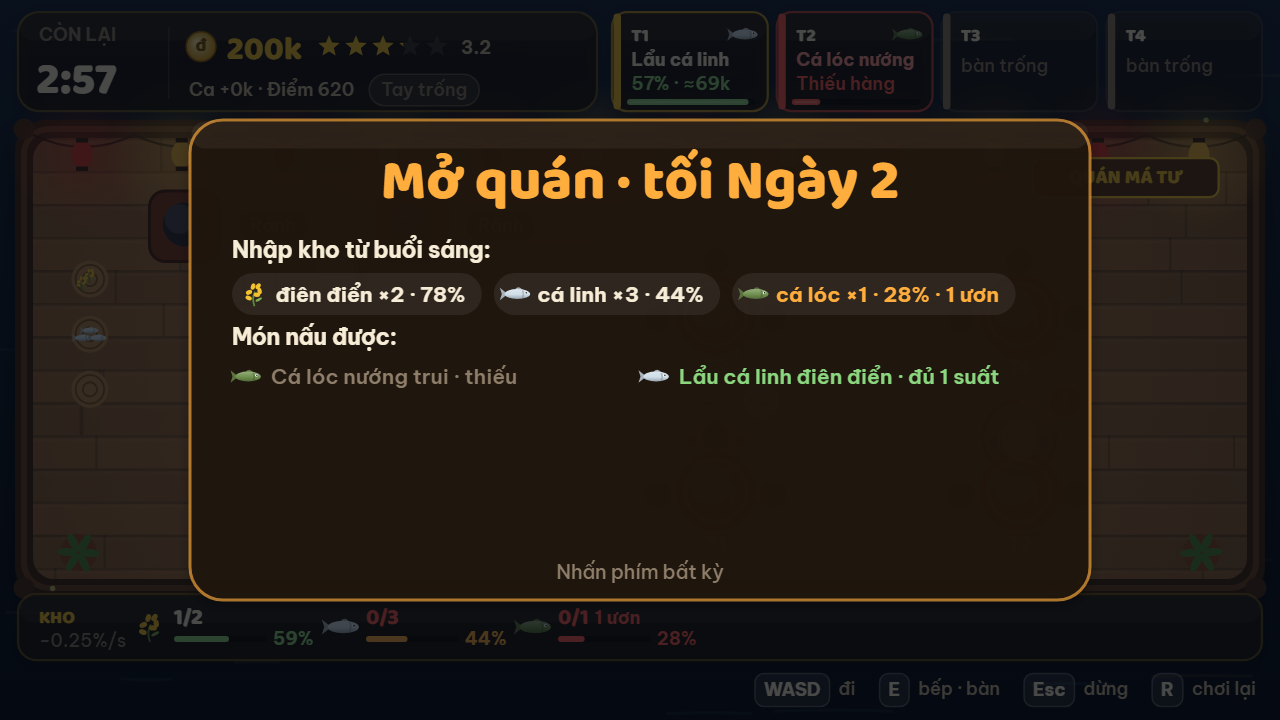 CÒN LẠI
2:57
đ 200k 3.2
Ca +0k · Điểm 620 Tay trống
T1
Lẩu cá linh
57% · ≈69k
T2
Cá lóc nướng
Thiếu hàng
T3
bàn trống
T4
bàn trống
UÁN MÁ TƯ
Mở quán · tối Ngày 2
Nhập kho từ buổi sáng:
điên điển ×2 · 78%
cá linh ×3 · 44%
cá lóc ×1 · 28% · 1 ươn
Món nấu được:
Cá lóc nướng trui · thiếu
Lẩu cá linh điên điển · đủ 1 suất
Nhấn phím bất kỳ
KHO
−0.25%/s
1/2
59%
0/3
44%
0/1 1 ươn
28%
WASD đi E bếp · bàn Esc dừng R chơi lại